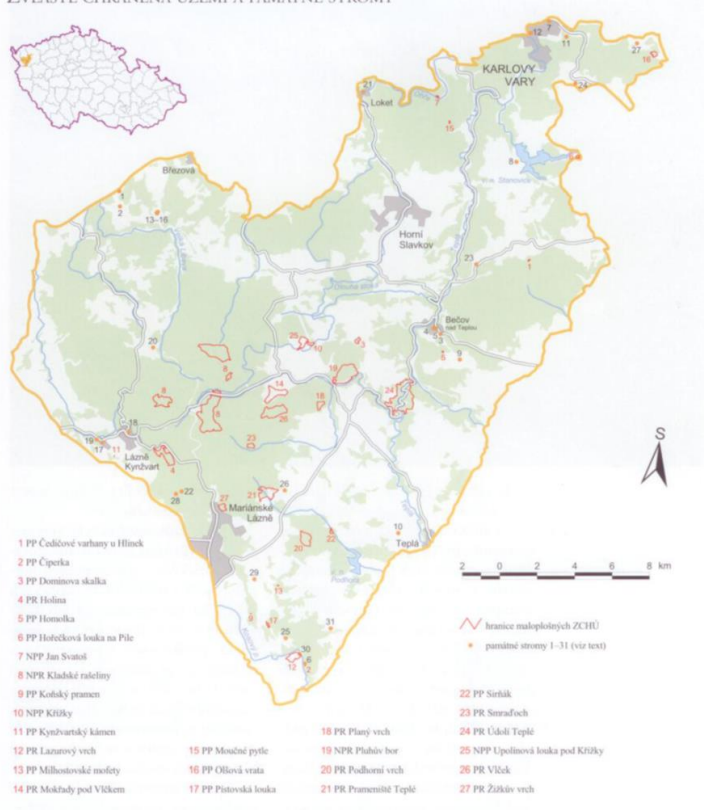 ZVLÁŠTĚ CHRÁNĚNÁ ÚZEMÍ A PAMÁTNÉ STROMY
KARLOVY
VARY
Loket
Březová
Horní
Slavkov
Bečov
nad Teplou
Lázně
Kynžvart
Mariánské
Lázně
Teplá
S
2 0 2 4 6 8 km
1 PP Čedičové varhany u Hlinek
2 PP Čiperka
3 PP Dominova skalka
4 PR Holina
5 PP Homolka
6 PP Hořečková louka na Pile
7 NPP Jan Svatoš
8 NPR Kladské rašeliny
9 PP Koňský pramen
10 NPP Křížky
11 PP Kynžvartský kámen
12 PR Lazurový vrch
13 PP Milhostovské mofety
14 PR Mokřady pod Vlčkem
15 PP Moučné pytle
16 PP Olšová vrata
17 PP Pistovská louka
18 PR Planý vrch
19 NPR Pluhův bor
20 PR Podhorní vrch
21 PR Prameniště Teplé
22 PP Sirňák
23 PR Smraďoch
24 PR Údolí Teplé
25 NPP Upolínová louka pod Křížky
26 PR Vlček
27 PR Žižkův vrch
hranice maloplošných ZCHÚ
památné stromy 1–31 (viz text)